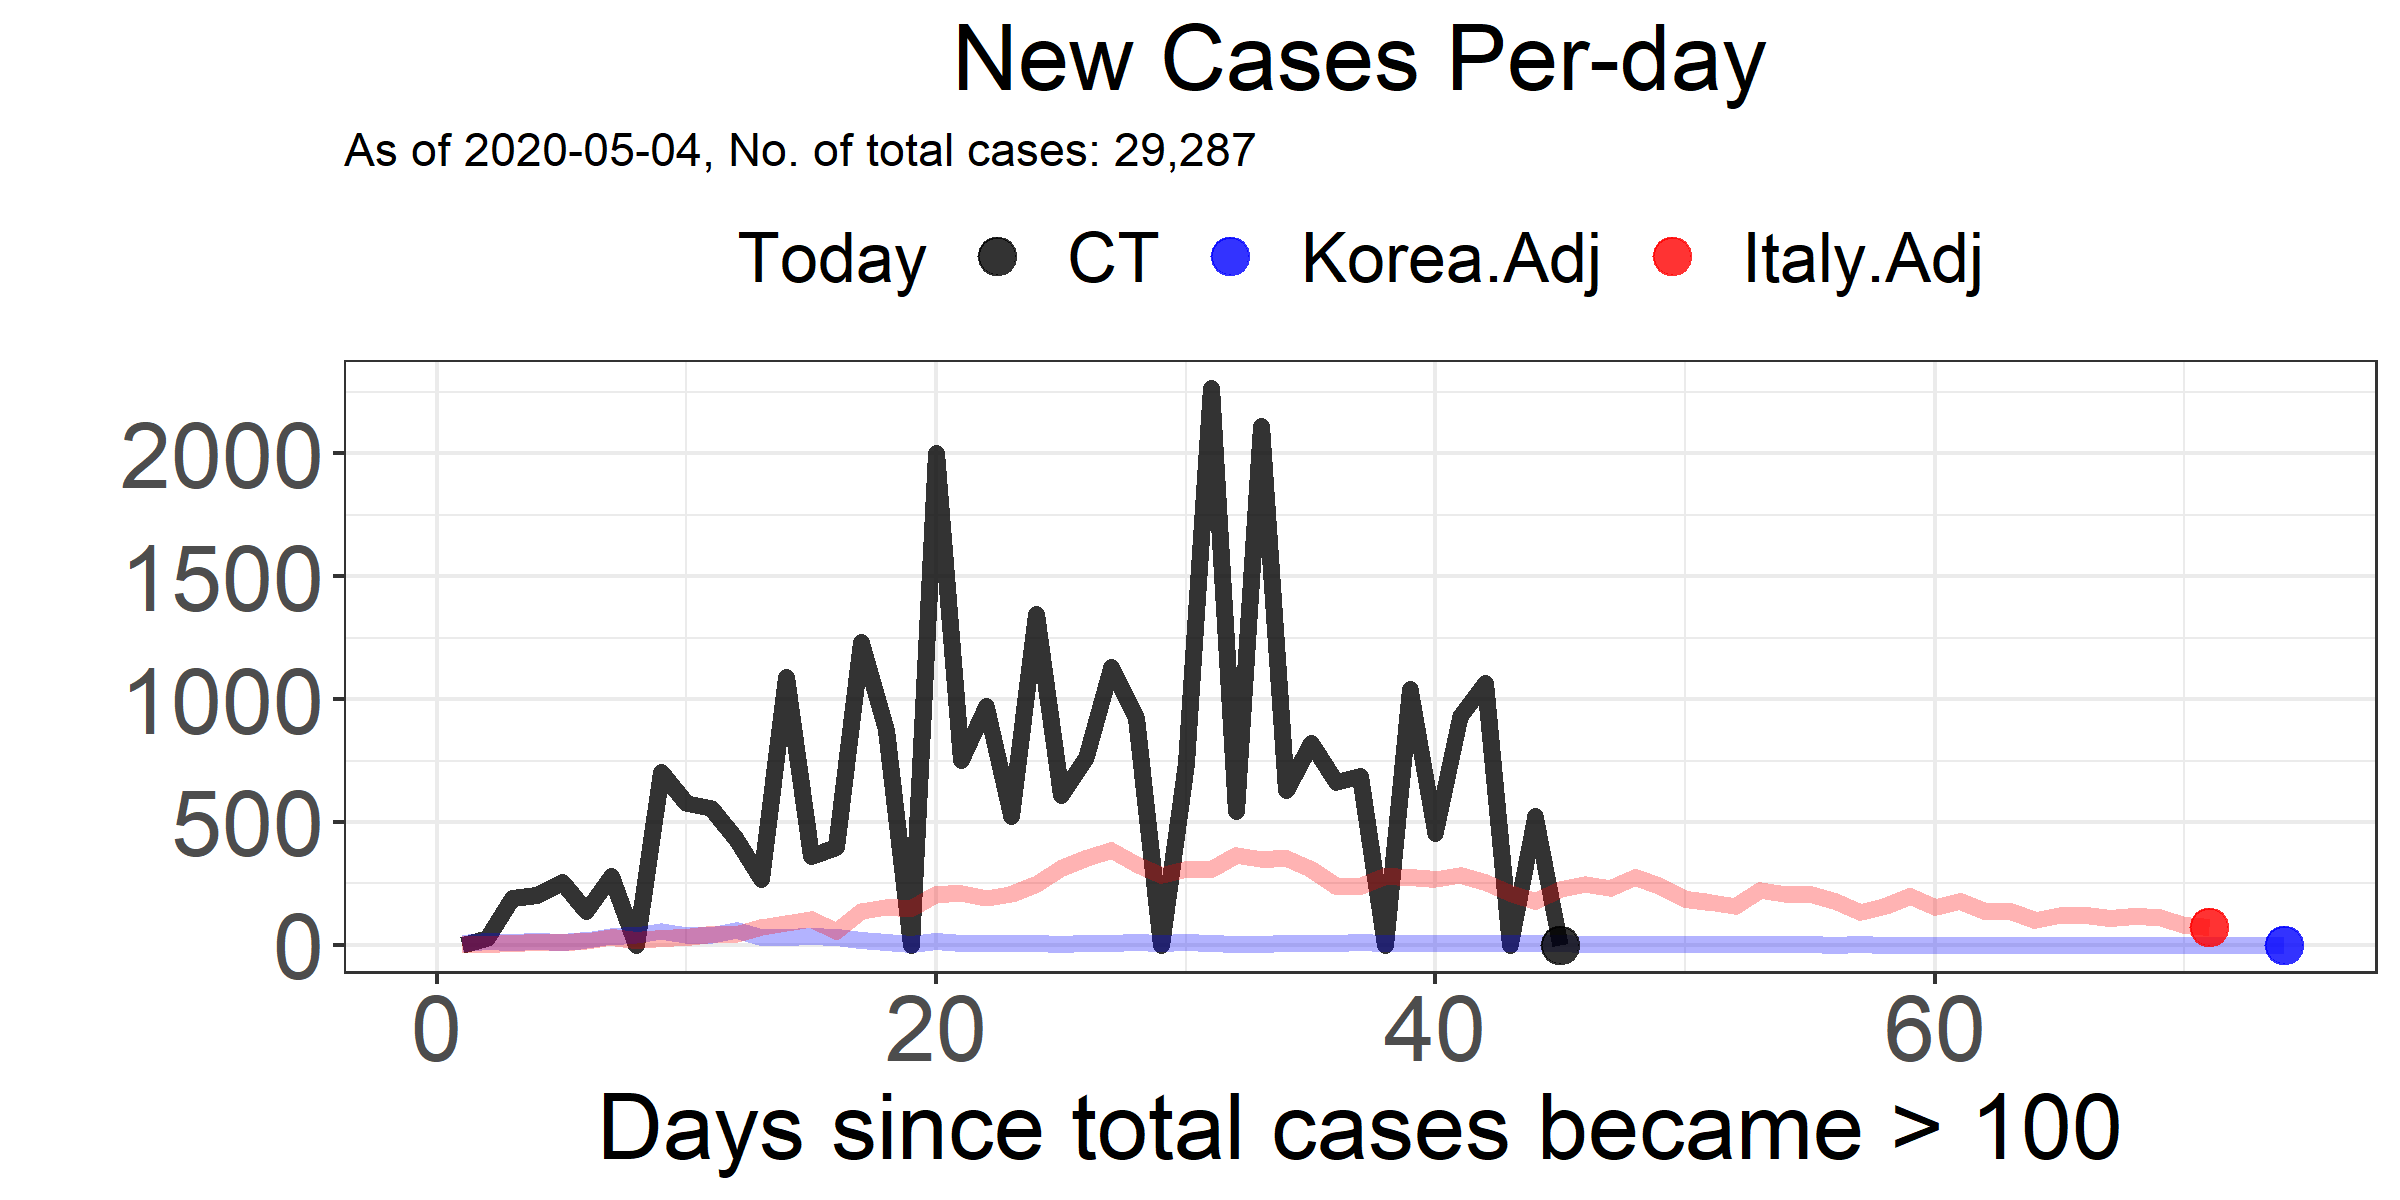 New Cases Per-day
As of 2020-05-04, No. of total cases: 29,287
Today CT Korea.Adj Italy.Adj
2000
1500
1000
500
0
0 20 40 60
Days since total cases became > 100